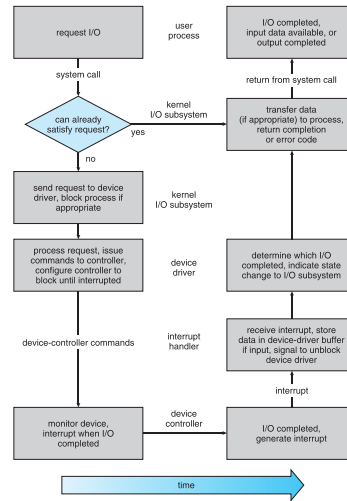 request I/O
user
process
I/O completed,
input data available, or
output completed
system call
return from system call
can already
satisfy request?
yes
no
kernel
I/O subsystem
transfer data
(if appropriate) to process,
return completion
or error code
send request to device
driver, block process if
appropriate
kernel
I/O subsystem
process request, issue
commands to controller,
configure controller to
block until interrupted
device
driver
determine which I/O
completed, indicate state
change to I/O subsystem
device-controller commands
interrupt
handler
receive interrupt, store
data in device-driver buffer
if input, signal to unblock
device driver
interrupt
monitor device,
interrupt when I/O
completed
device
controller
I/O completed,
generate interrupt
time